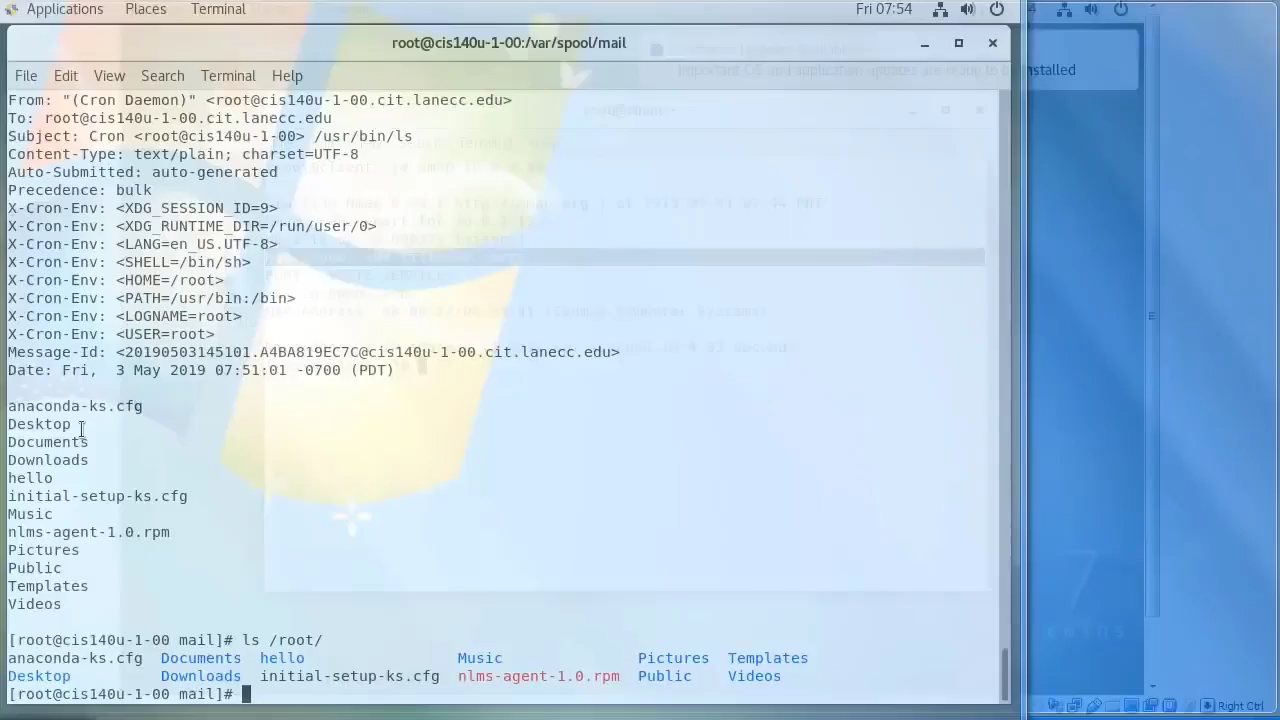 Applications Places Terminal Fri 07:54
root@cis140u-1-00:/var/spool/mail
File Edit View Search Terminal Help
Important OS and application updates are ready to be installed
From: "(Cron Daemon)" <root@cis140u-1-00.cit.lanecc.edu>
To: root@cis140u-1-00.cit.lanecc.edu
Subject: Cron <root@cis140u-1-00> /usr/bin/ls
Content-Type: text/plain; charset=UTF-8
Auto-Submitted: auto-generated
Precedence: bulk
X-Cron-Env: <XDG_SESSION_ID=9>
X-Cron-Env: <XDG_RUNTIME_DIR=/run/user/0>
X-Cron-Env: <LANG=en_US.UTF-8>
X-Cron-Env: <SHELL=/bin/sh>
X-Cron-Env: <HOME=/root>
X-Cron-Env: <PATH=/usr/bin:/bin>
X-Cron-Env: <LOGNAME=root>
X-Cron-Env: <USER=root>
Message-Id: <20190503145101.A4BA819EC7C@cis140u-1-00.cit.lanecc.edu>
Date: Fri,  3 May 2019 07:51:01 -0700 (PDT)
anaconda-ks.cfg
Desktop
Documents
Downloads
hello
initial-setup-ks.cfg
Music
nlms-agent-1.0.rpm
Pictures
Public
Templates
Videos
[root@cis140u-1-00 mail]# ls /root/
anaconda-ks.cfg Documents hello Music Pictures Templates
Desktop Downloads initial-setup-ks.cfg nlms-agent-1.0.rpm Public Videos
[root@cis140u-1-00 mail]#
Right Ctrl